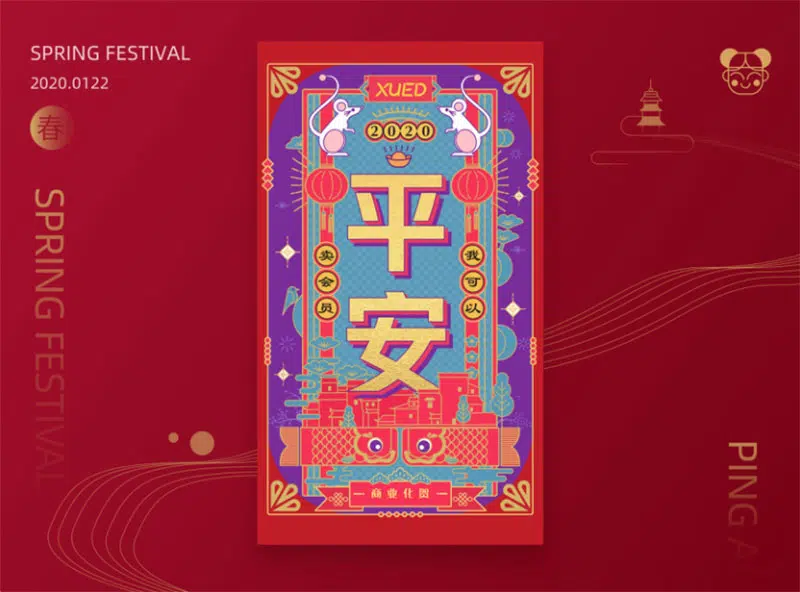 SPRING FESTIVAL
2020.0122
春
SPRING FESTIVAL
XUED
2020
平安
我可以
卖会员
商业化组
PING A